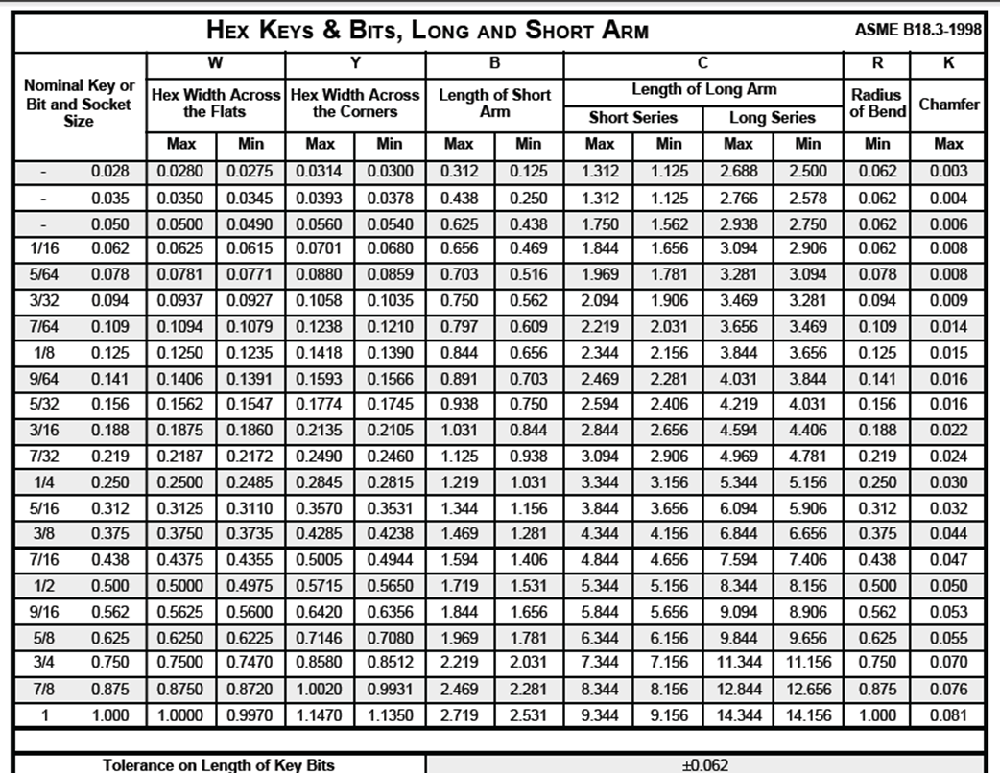 HEX KEYS & BITS, LONG AND SHORT ARM ASME B18.3-1998
W Y B C R K
Nominal Key or Bit and Socket Size Hex Width Across the Flats Hex Width Across the Corners Length of Short Arm Length of Long Arm Radius of Bend Chamfer
Short Series Long Series
Max Min Max Min Max Min Max Min Max Min Min Max
- 0.028 0.0280 0.0275 0.0314 0.0300 0.312 0.125 1.312 1.125 2.688 2.500 0.062 0.003
- 0.035 0.0350 0.0345 0.0393 0.0378 0.438 0.250 1.312 1.125 2.766 2.578 0.062 0.004
- 0.050 0.0500 0.0490 0.0560 0.0540 0.625 0.438 1.750 1.562 2.938 2.750 0.062 0.006
1/16 0.062 0.0625 0.0615 0.0701 0.0680 0.656 0.469 1.844 1.656 3.094 2.906 0.062 0.008
5/64 0.078 0.0781 0.0771 0.0880 0.0859 0.703 0.516 1.969 1.781 3.281 3.094 0.078 0.008
3/32 0.094 0.0937 0.0927 0.1058 0.1035 0.750 0.562 2.094 1.906 3.469 3.281 0.094 0.009
7/64 0.109 0.1094 0.1079 0.1238 0.1210 0.797 0.609 2.219 2.031 3.656 3.469 0.109 0.014
1/8 0.125 0.1250 0.1235 0.1418 0.1390 0.844 0.656 2.344 2.156 3.844 3.656 0.125 0.015
9/64 0.141 0.1406 0.1391 0.1593 0.1566 0.891 0.703 2.469 2.281 4.031 3.844 0.141 0.016
5/32 0.156 0.1562 0.1547 0.1774 0.1745 0.938 0.750 2.594 2.406 4.219 4.031 0.156 0.016
3/16 0.188 0.1875 0.1860 0.2135 0.2105 1.031 0.844 2.844 2.656 4.594 4.406 0.188 0.022
7/32 0.219 0.2187 0.2172 0.2490 0.2460 1.125 0.938 3.094 2.906 4.969 4.781 0.219 0.024
1/4 0.250 0.2500 0.2485 0.2845 0.2815 1.219 1.031 3.344 3.156 5.344 5.156 0.250 0.030
5/16 0.312 0.3125 0.3110 0.3570 0.3531 1.344 1.156 3.844 3.656 6.094 5.906 0.312 0.032
3/8 0.375 0.3750 0.3735 0.4285 0.4238 1.469 1.281 4.344 4.156 6.844 6.656 0.375 0.044
7/16 0.438 0.4375 0.4355 0.5005 0.4944 1.594 1.406 4.844 4.656 7.594 7.406 0.438 0.047
1/2 0.500 0.5000 0.4975 0.5715 0.5650 1.719 1.531 5.344 5.156 8.344 8.156 0.500 0.050
9/16 0.562 0.5625 0.5600 0.6420 0.6356 1.844 1.656 5.844 5.656 9.094 8.906 0.562 0.053
5/8 0.625 0.6250 0.6225 0.7146 0.7080 1.969 1.781 6.344 6.156 9.844 9.656 0.625 0.055
3/4 0.750 0.7500 0.7470 0.8580 0.8512 2.219 2.031 7.344 7.156 11.344 11.156 0.750 0.070
7/8 0.875 0.8750 0.8720 1.0020 0.9931 2.469 2.281 8.344 8.156 12.844 12.656 0.875 0.076
1 1.000 1.0000 0.9970 1.1470 1.1350 2.719 2.531 9.344 9.156 14.344 14.156 1.000 0.081
Tolerance on Length of Key Bits ±0.062